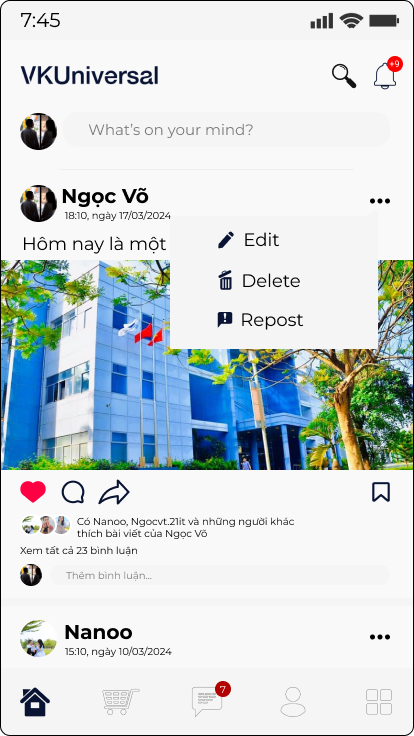 7:45
VKUniversal
+9
What's on your mind?
Ngọc Võ
18:10, ngày 17/03/2024
Hôm nay là một
Edit
Delete
Repost
Có Nanoo, Ngocvt.21it và những người khác
thích bài viết của Ngọc Võ
Xem tất cả 23 bình luận
Thêm bình luận...
Nanoo
15:10, ngày 10/03/2024
7